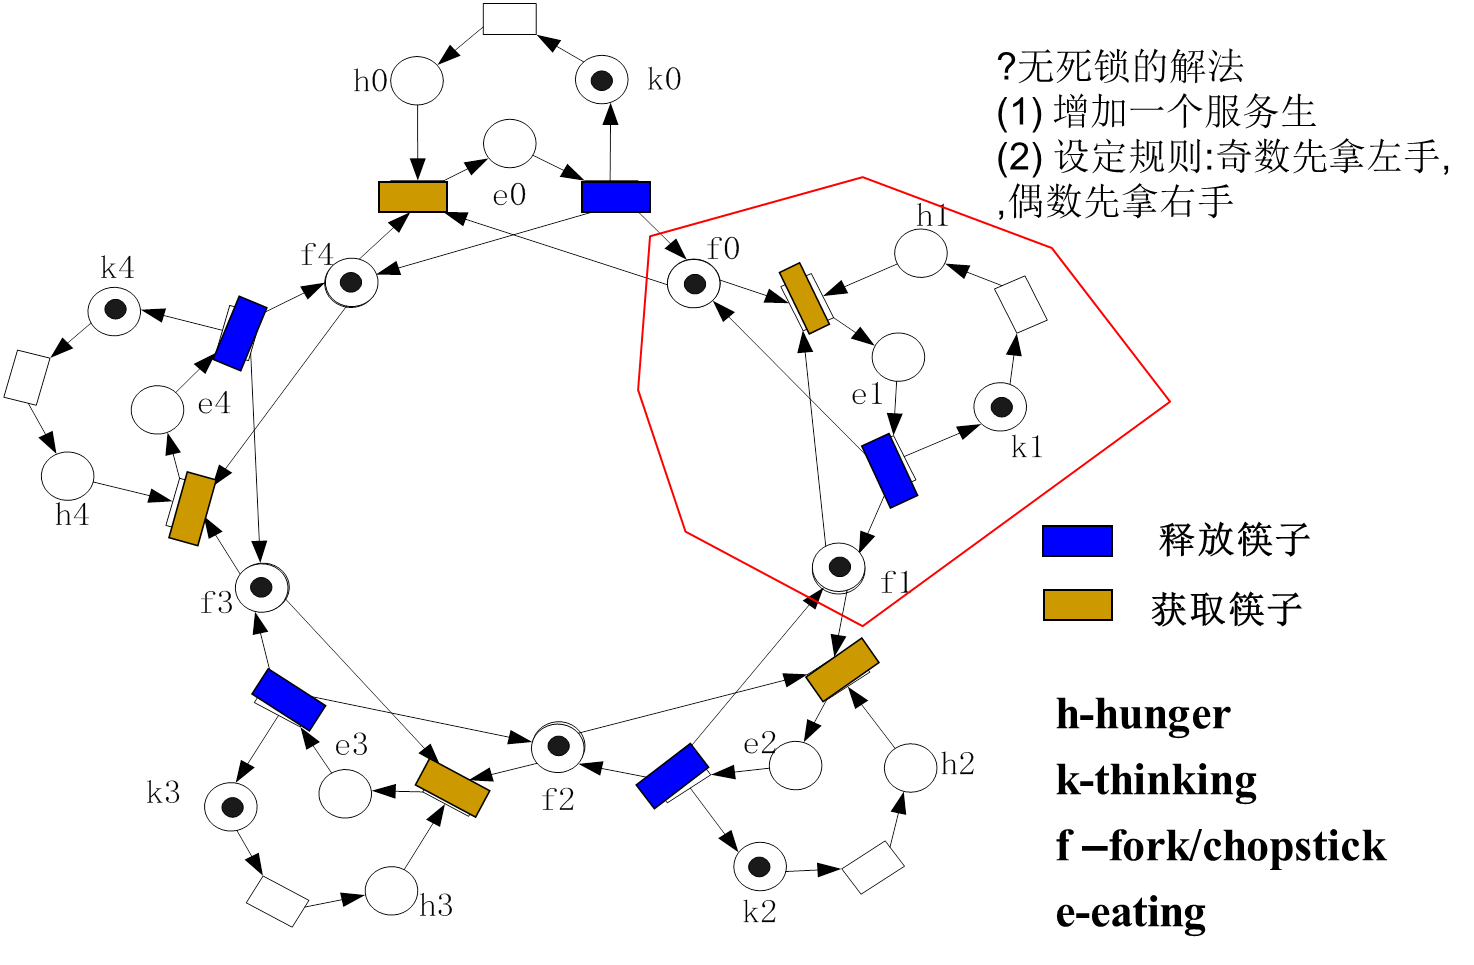 h0
k0
e0
?无死锁的解法
(1) 增加一个服务生
(2) 设定规则:奇数先拿左手,
,偶数先拿右手
h1
f0
f4
k4
e1
e4
k1
h4
释放筷子
f1
f3
获取筷子
h-hunger
e3
e2
k3
f2
h2
k-thinking
f –fork/chopstick
h3
k2
e-eating